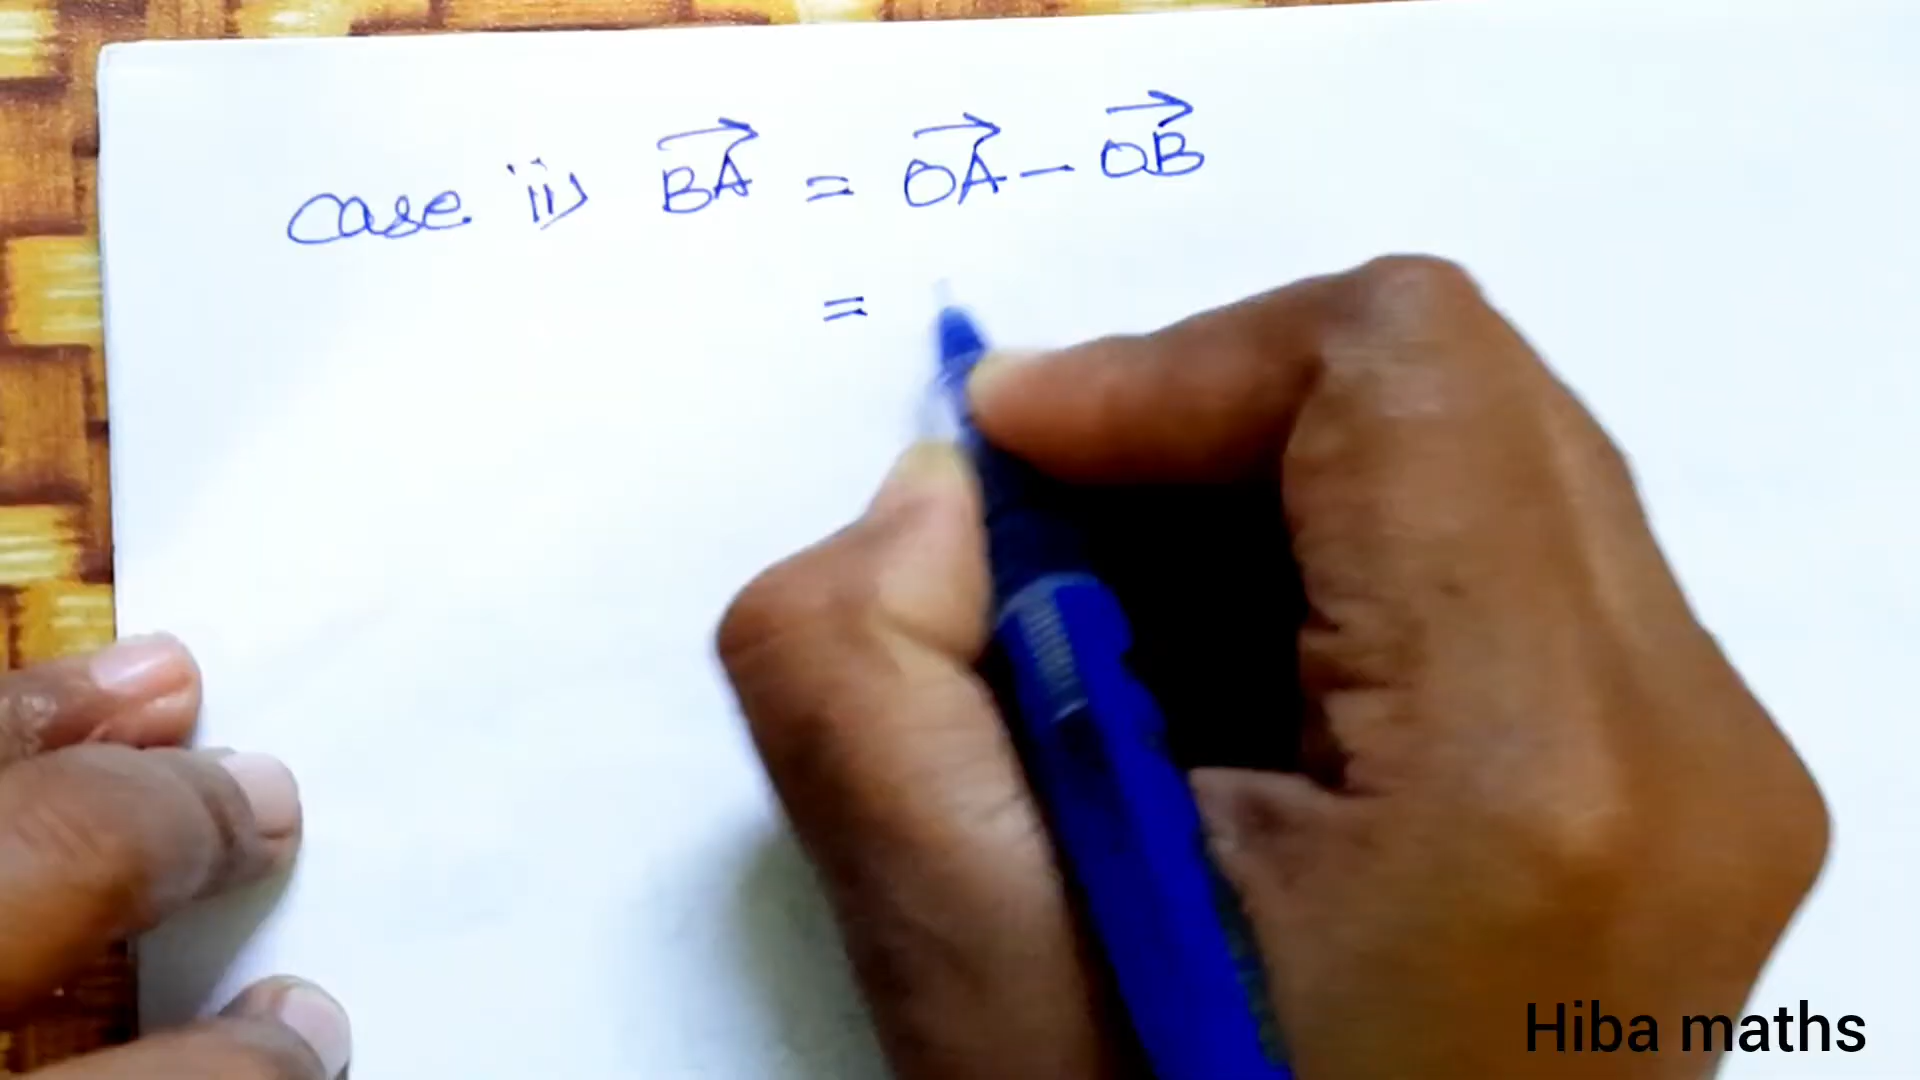 Case ii) BA⃗ = OA⃗ - OB⃗
=
Hiba maths